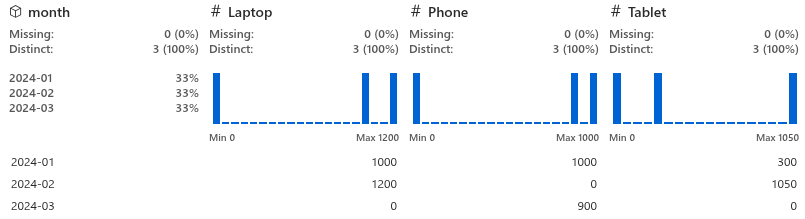 month # Laptop # Phone # Tablet
Missing: 0 (0%) Missing: 0 (0%) Missing: 0 (0%) Missing: 0 (0%)
Distinct: 3 (100%) Distinct: 3 (100%) Distinct: 3 (100%) Distinct: 3 (100%)
2024-01 33%
2024-02 33%
2024-03 33%
Min 0 Max 1200 Min 0 Max 1000 Min 0 Max 1050
2024-01 1000 1000 300
2024-02 1200 0 1050
2024-03 0 900 0